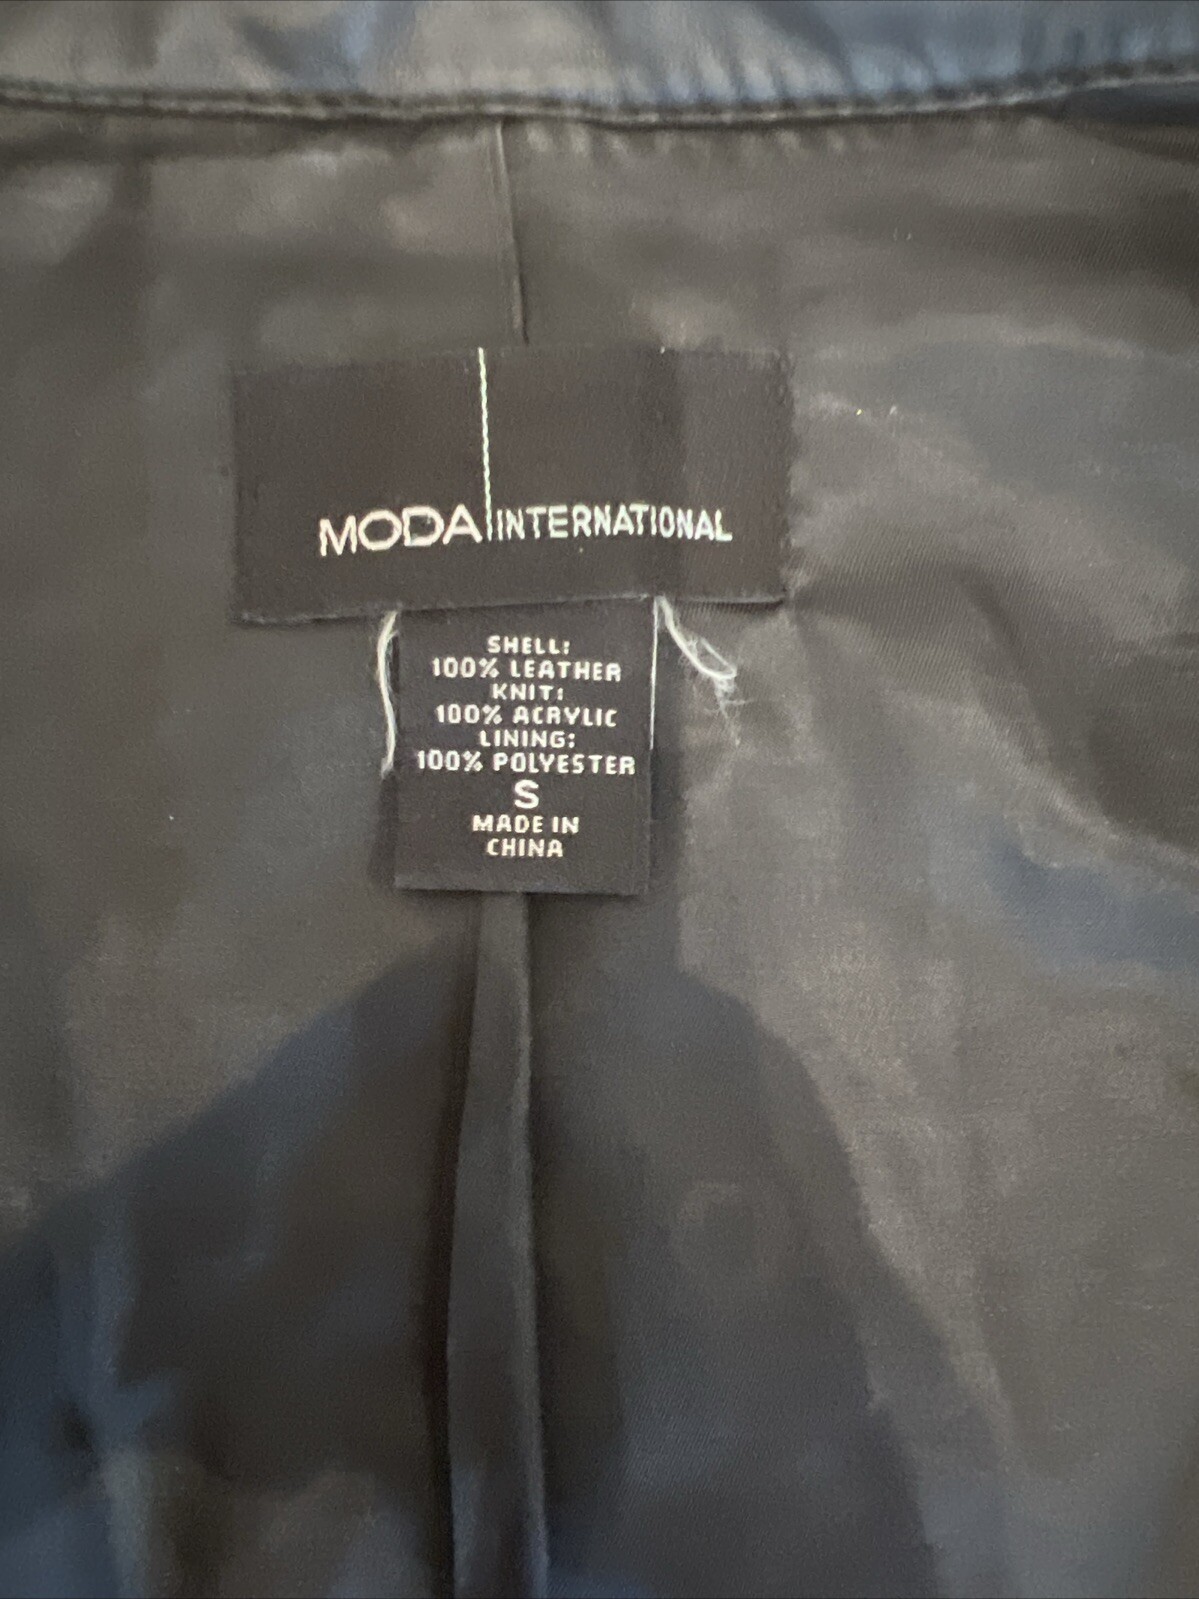 MODA INTERNATIONAL
SHELL:
100% LEATHER
KNIT:
100% ACRYLIC
LINING:
100% POLYESTER
S
MADE IN
CHINA